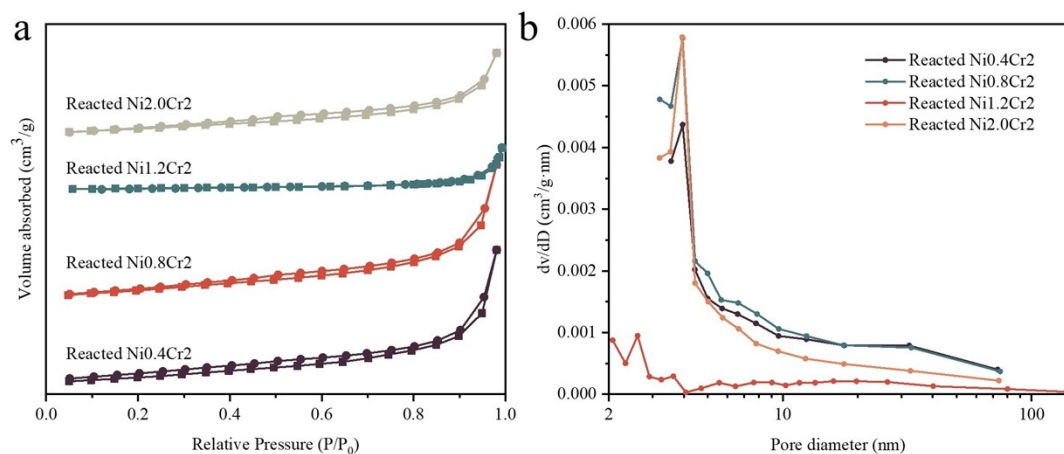 a
Volume absorbed (cm³/g)
Reacted Ni2.0Cr2
Reacted Ni1.2Cr2
Reacted Ni0.8Cr2
Reacted Ni0.4Cr2
0.0 0.2 0.4 0.6 0.8 1.0
Relative Pressure (P/P₀)
b
dv/dD (cm³/g·nm)
0.006
0.005
0.004
0.003
0.002
0.001
0.000
Reacted Ni0.4Cr2
Reacted Ni0.8Cr2
Reacted Ni1.2Cr2
Reacted Ni2.0Cr2
2 10 100
Pore diameter (nm)